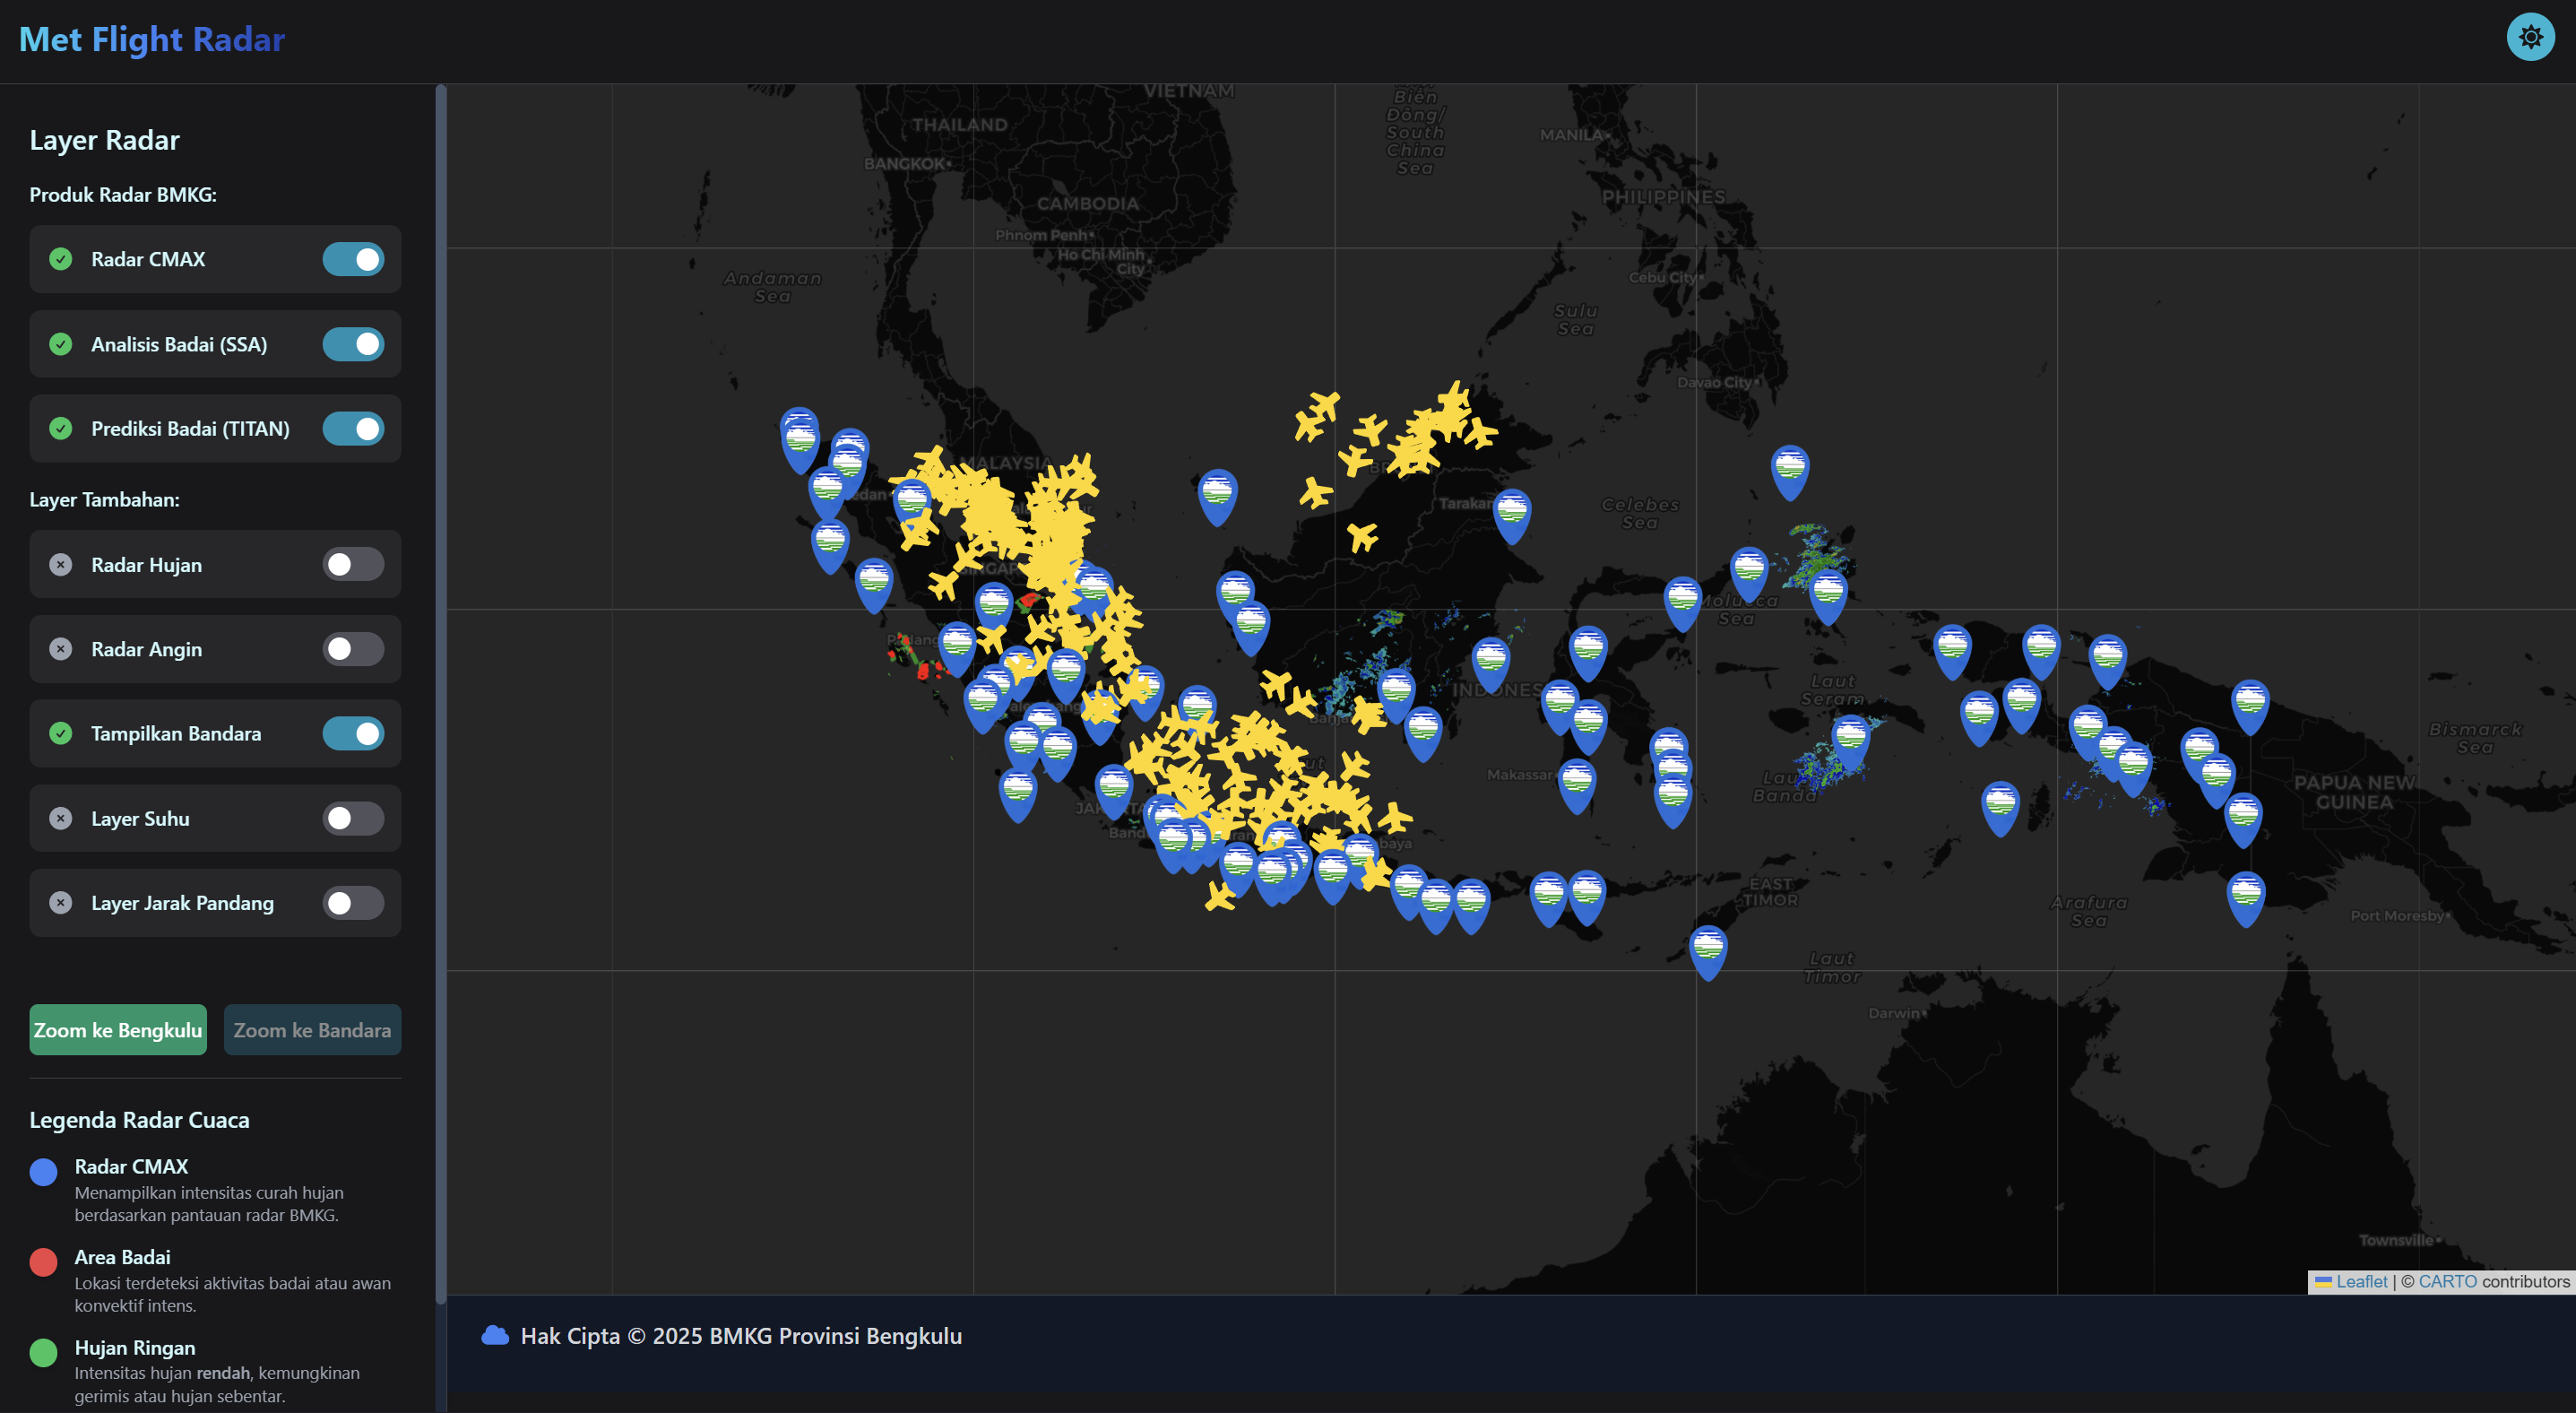 Met Flight Radar
Layer Radar
Produk Radar BMKG:
Radar CMAX
Analisis Badai (SSA)
Prediksi Badai (TITAN)
Layer Tambahan:
Radar Hujan
Radar Angin
Tampilkan Bandara
Layer Suhu
Layer Jarak Pandang
Zoom ke Bengkulu
Zoom ke Bandara
Legenda Radar Cuaca
Radar CMAX
Menampilkan intensitas curah hujan
berdasarkan pantauan radar BMKG.
Area Badai
Lokasi terdeteksi aktivitas badai atau awan
konvektif intens.
Hujan Ringan
Intensitas hujan rendah, kemungkinan
gerimis atau hujan sebentar.
VIETNAM
THAILAND
BANGKOK
CAMBODIA
Phnom Penh
Ho Chi Minh
City
Andaman
Sea
Biển
Đông/
South
China
Sea
MANILA
PHILIPPINES
Cebu City
Sulu
Sea
Davao City
MALAYSIA
Tarakan
Celebes
Sea
Molucca
Sea
Padang
Laut
Seram
Makassar
Laut
Banda
Bismarck
Sea
PAPUA NEW
GUINEA
EAST
TIMOR
Arafura
Sea
Port Moresby
Laut
Timor
Darwin
Townsville
Leaflet | © CARTO contributors
Hak Cipta © 2025 BMKG Provinsi Bengkulu